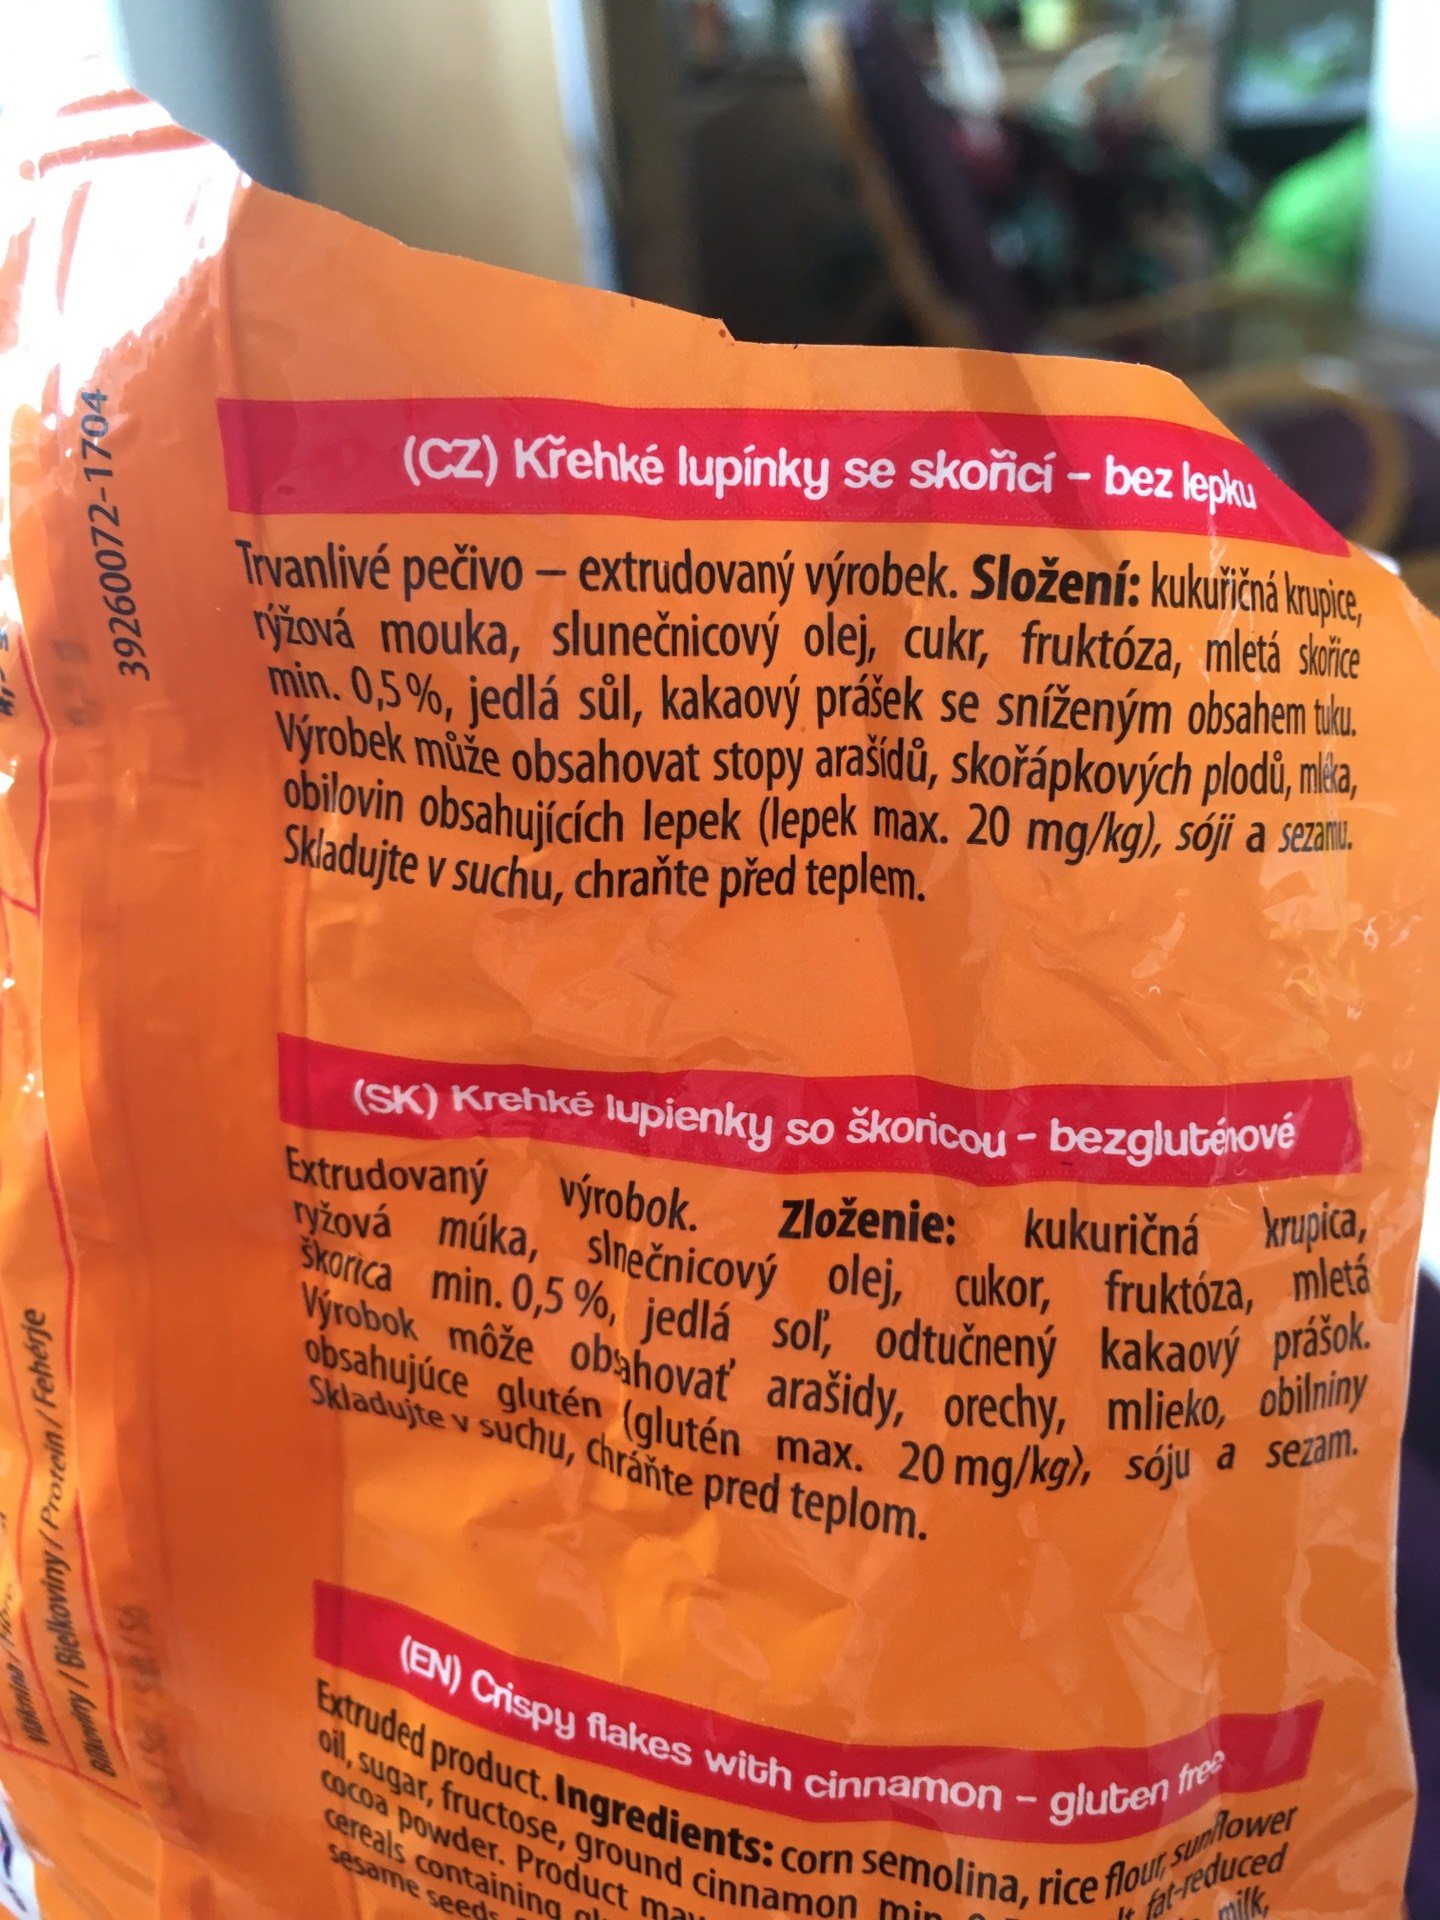 (CZ) Křehké lupínky se skořicí – bez lepku
Trvanlivé pečivo – extrudovaný výrobek. Složení: kukuřičná krupice,
rýžová mouka, slunečnicový olej, cukr, fruktóza, mletá skořice
min. 0,5%, jedlá sůl, kakaový prášek se sníženým obsahem tuku.
Výrobek může obsahovat stopy arašídů, skořápkových plodů, mléka,
obilovin obsahujících lepek (lepek max. 20 mg/kg), sóji a sezamu.
Skladujte v suchu, chraňte před teplem.
(SK) Krehké lupienky so škoricou – bezgluténové
Extrudovaný výrobok. Zloženie: kukuričná krupica,
ryžová múka, slnečnicový olej, cukor, fruktóza, mletá
škorica min. 0,5 %, jedlá soľ, odtučnený kakaový prášok.
Výrobok môže obsahovať arašidy, orechy, mlieko, obilniny
obsahujúce glutén (glutén max. 20 mg/kg), sóju a sezam.
Skladujte v suchu, chráňte pred teplom.
(EN) Crispy flakes with cinnamon – gluten free
Extruded product. Ingredients: corn semolina, rice flour, sunflower
oil, sugar, fructose, ground cinnamon min. fat-reduced
cocoa powder. Product may milk,
cereals containing
sesame seeds
39260072-1704
Vláknina /
Bílkoviny / Bielkoviny / Protein / Fehérje